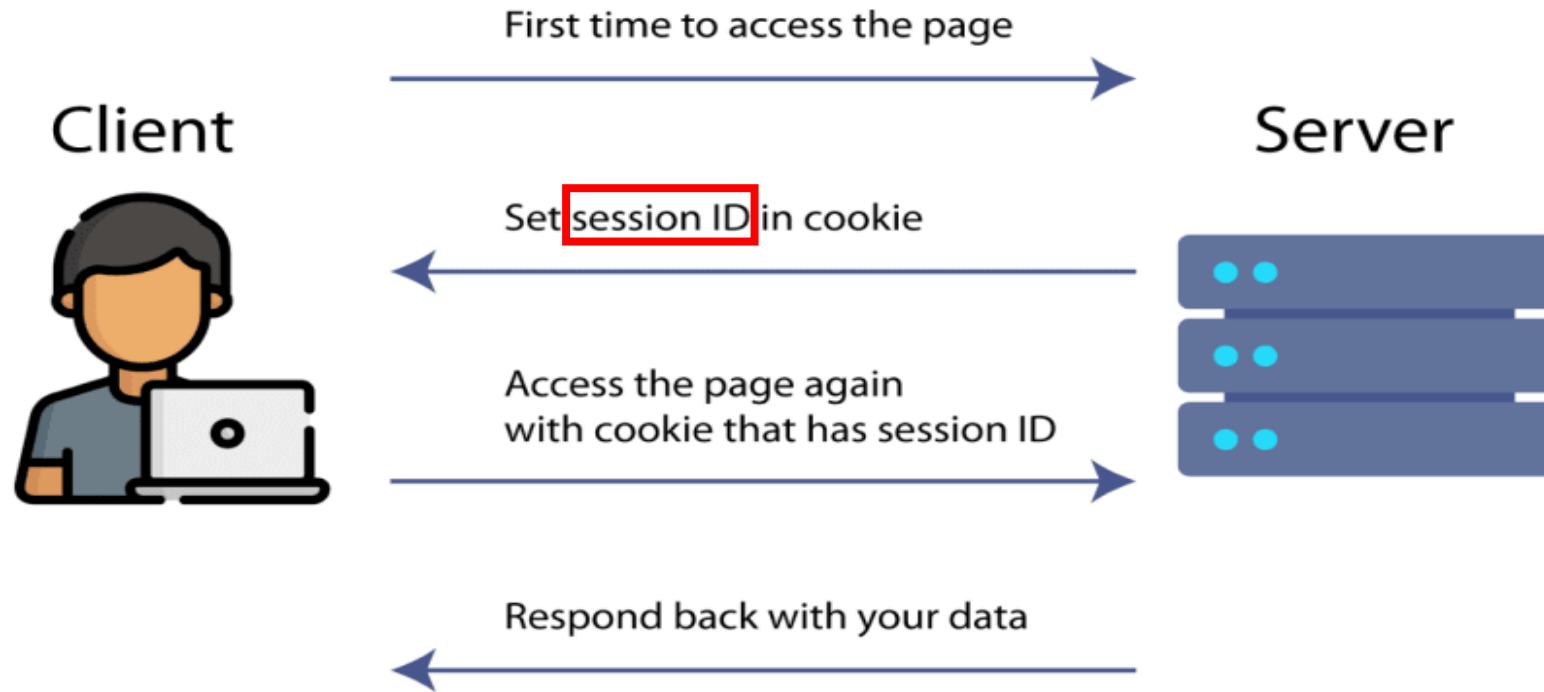 First time to access the page
Client
Server
Set session ID in cookie
Access the page again
with cookie that has session ID
Respond back with your data